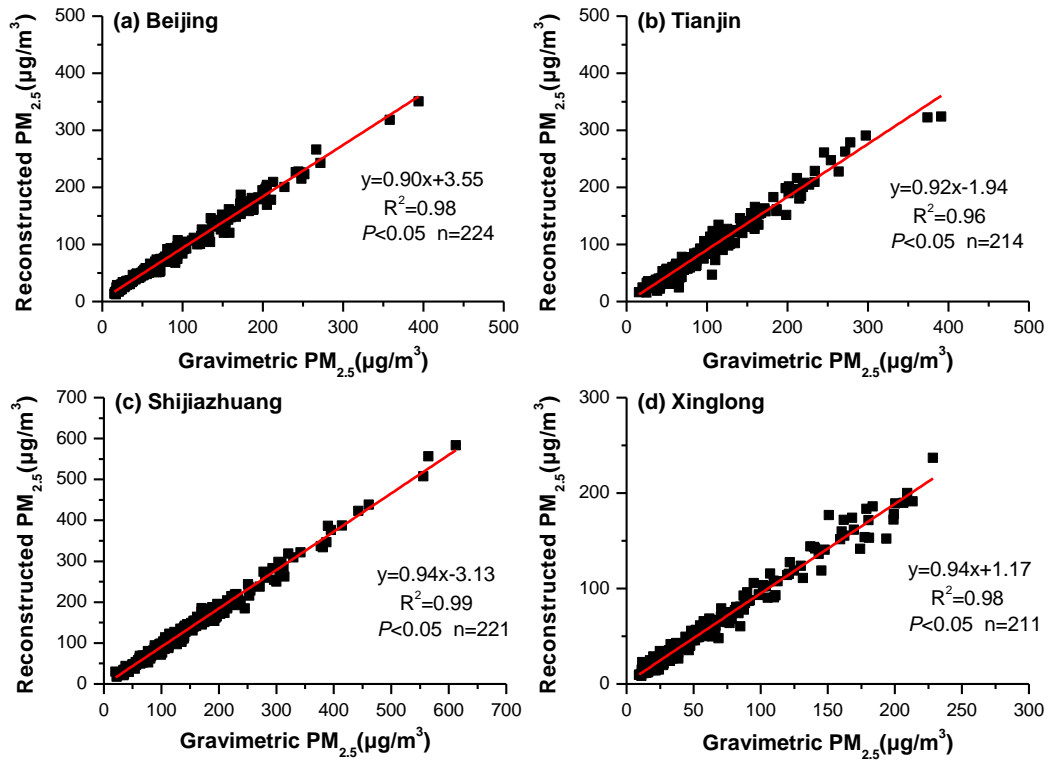 (a) Beijing
500
400
300
200
100
0
Reconstructed PM2.5(μg/m3)
y=0.90x+3.55
R2=0.98
P<0.05 n=224
0 100 200 300 400 500
Gravimetric PM2.5(μg/m3)
(b) Tianjin
500
400
300
200
100
0
Reconstructed PM2.5(μg/m3)
y=0.92x-1.94
R2=0.96
P<0.05 n=214
0 100 200 300 400 500
Gravimetric PM2.5(μg/m3)
(c) Shijiazhuang
700
600
500
400
300
200
100
0
Reconstructed PM2.5(μg/m3)
y=0.94x-3.13
R2=0.99
P<0.05 n=221
0 100 200 300 400 500 600 700
Gravimetric PM2.5(μg/m3)
(d) Xinglong
300
200
100
0
Reconstructed PM2.5(μg/m3)
y=0.94x+1.17
R2=0.98
P<0.05 n=211
0 50 100 150 200 250 300
Gravimetric PM2.5(μg/m3)